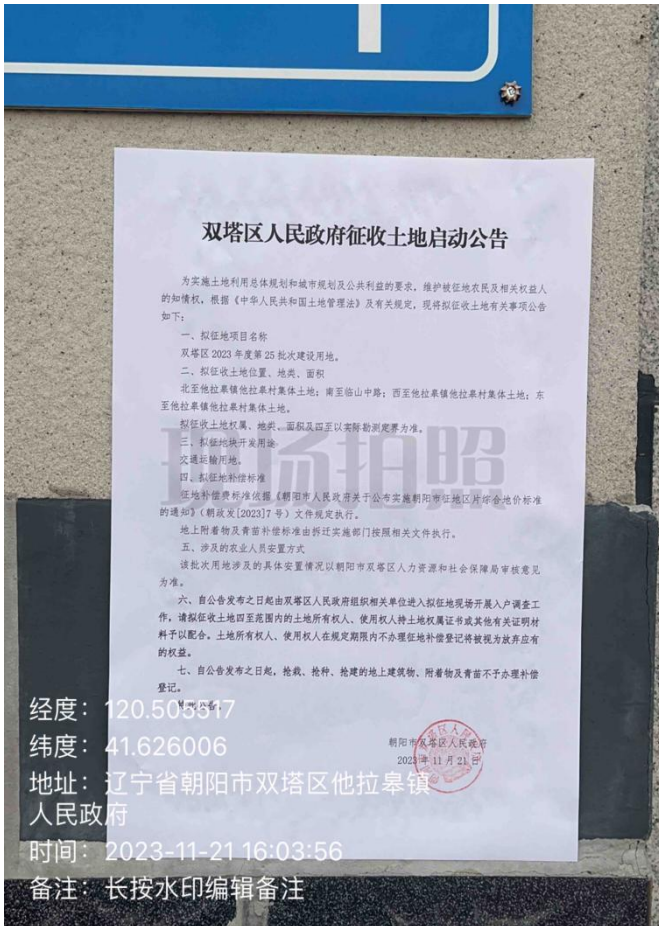 双塔区人民政府征收土地启动公告
为实施土地利用总体规划和城市规划及公共利益的要求，维护被征地农民及相关权益人
的知情权，根据《中华人民共和国土地管理法》及有关规定，现将拟征收土地有关事项公告
如下：
一、拟征地项目名称
双塔区 2023 年度第 25 批次建设用地。
二、拟征收土地位置、地类、面积
北至他拉皋镇他拉皋村集体土地；南至临山中路；西至他拉皋镇他拉皋村集体土地；东
至他拉皋镇他拉皋村集体土地。
拟征收土地权属、地类、面积及四至以实际勘测定界为准。
三、拟征地块开发用途
交通运输用地。
四、拟征地补偿标准
征地补偿费标准依据《朝阳市人民政府关于公布实施朝阳市征地区片综合地价标准
的通知》（朝政发[2023]7 号）文件规定执行。
地上附着物及青苗补偿标准由拆迁实施部门按照相关文件执行。
五、涉及的农业人员安置方式
该批次用地涉及的具体安置情况以朝阳市双塔区人力资源和社会保障局审核意见
为准。
六、自公告发布之日起由双塔区人民政府组织相关单位进入拟征地现场开展入户调查工
作，请拟征收土地四至范围内的土地所有权人、使用权人持土地权属证书或其他有关证明材
料予以配合。土地所有权人、使用权人在规定期限内不办理征地补偿登记将被视为放弃应有
的权益。
七、自公告发布之日起，抢栽、抢种、抢建的地上建筑物、附着物及青苗不予办理补偿
登记。
特此公告。
朝阳市双塔区人民政府
2023 年 11 月 21 日
现场拍照
经度：120.505517
纬度：41.626006
地址：辽宁省朝阳市双塔区他拉皋镇
人民政府
时间：2023-11-21 16:03:56
备注：长按水印编辑备注